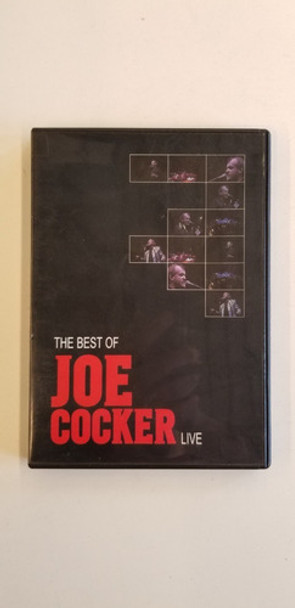 THE BEST OF
JOE
COCKER LIVE